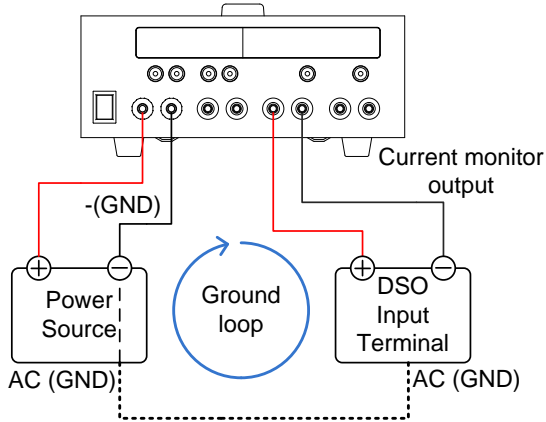 Current monitor
output
-(GND)
Power
Source
Ground
loop
DSO
Input
Terminal
AC (GND)
AC (GND)